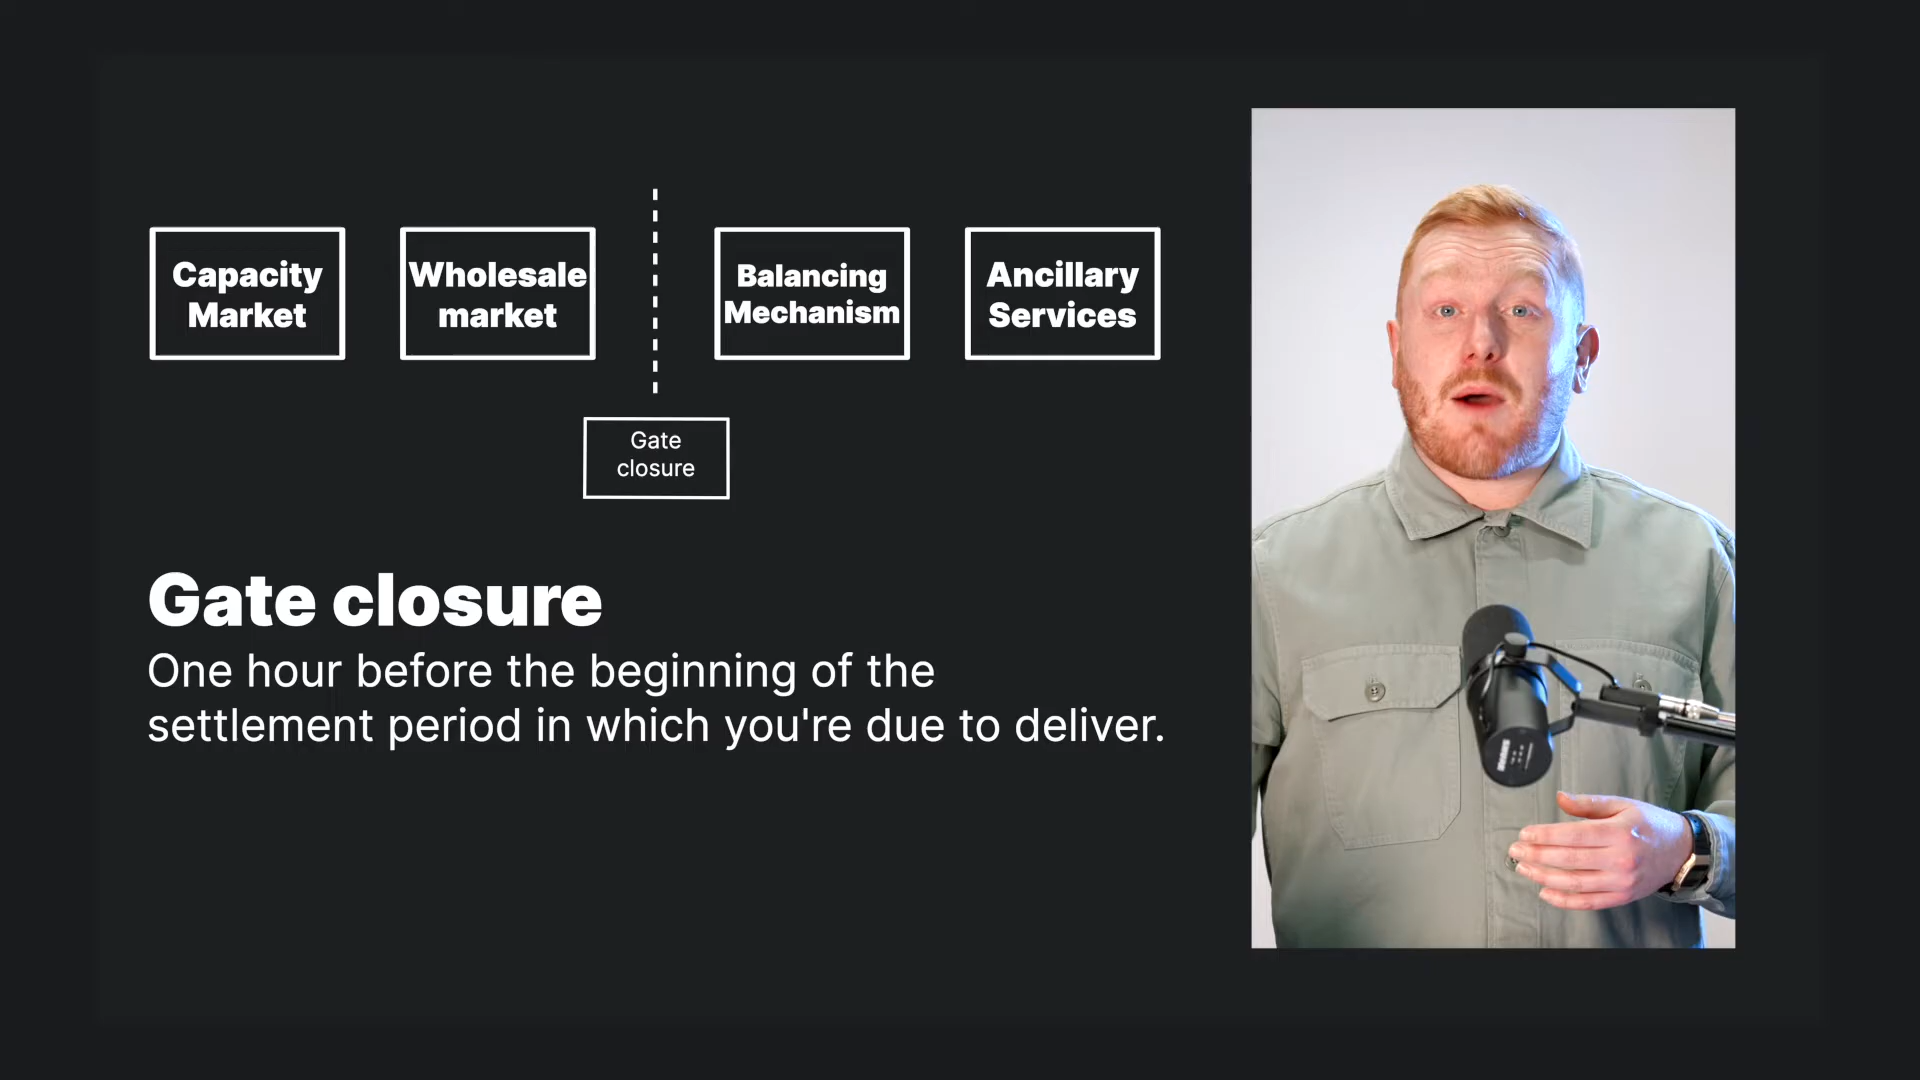 Capacity
Market
Wholesale
market
Balancing
Mechanism
Ancillary
Services
Gate
closure
Gate closure
One hour before the beginning of the
settlement period in which you're due to deliver.